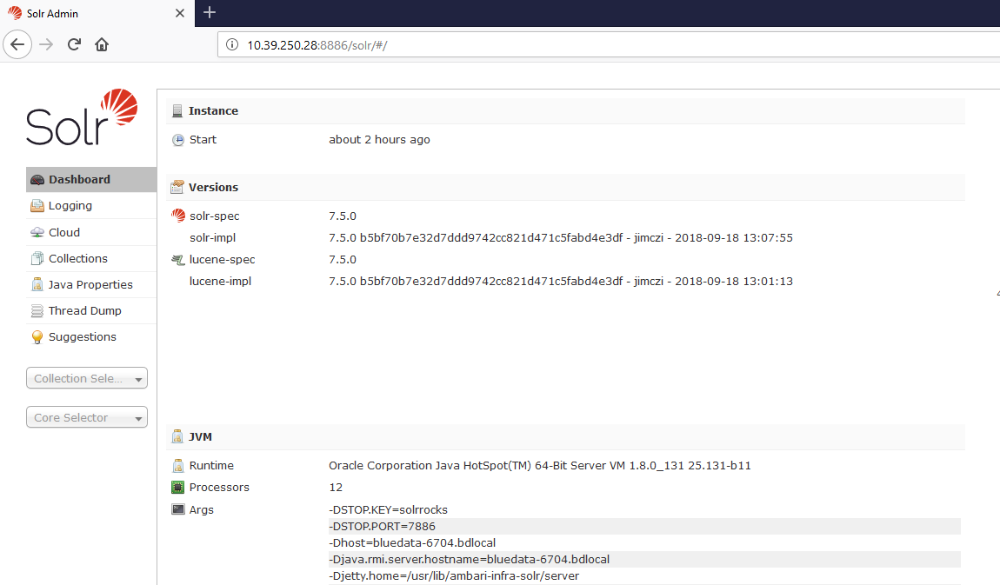 Solr Admin
10.39.250.28:8886/solr/#/
Solr
Dashboard
Logging
Cloud
Collections
Java Properties
Thread Dump
Suggestions
Collection Sele...
Core Selector
Instance
Start about 2 hours ago
Versions
solr-spec 7.5.0
solr-impl 7.5.0 b5bf70b7e32d7ddd9742cc821d471c5fabd4e3df - jimczi - 2018-09-18 13:07:55
lucene-spec 7.5.0
lucene-impl 7.5.0 b5bf70b7e32d7ddd9742cc821d471c5fabd4e3df - jimczi - 2018-09-18 13:01:13
JVM
Runtime Oracle Corporation Java HotSpot(TM) 64-Bit Server VM 1.8.0_131 25.131-b11
Processors 12
Args -DSTOP.KEY=solrrocks
-DSTOP.PORT=7886
-Dhost=bluedata-6704.bdlocal
-Djava.rmi.server.hostname=bluedata-6704.bdlocal
-Djetty.home=/usr/lib/ambari-infra-solr/server